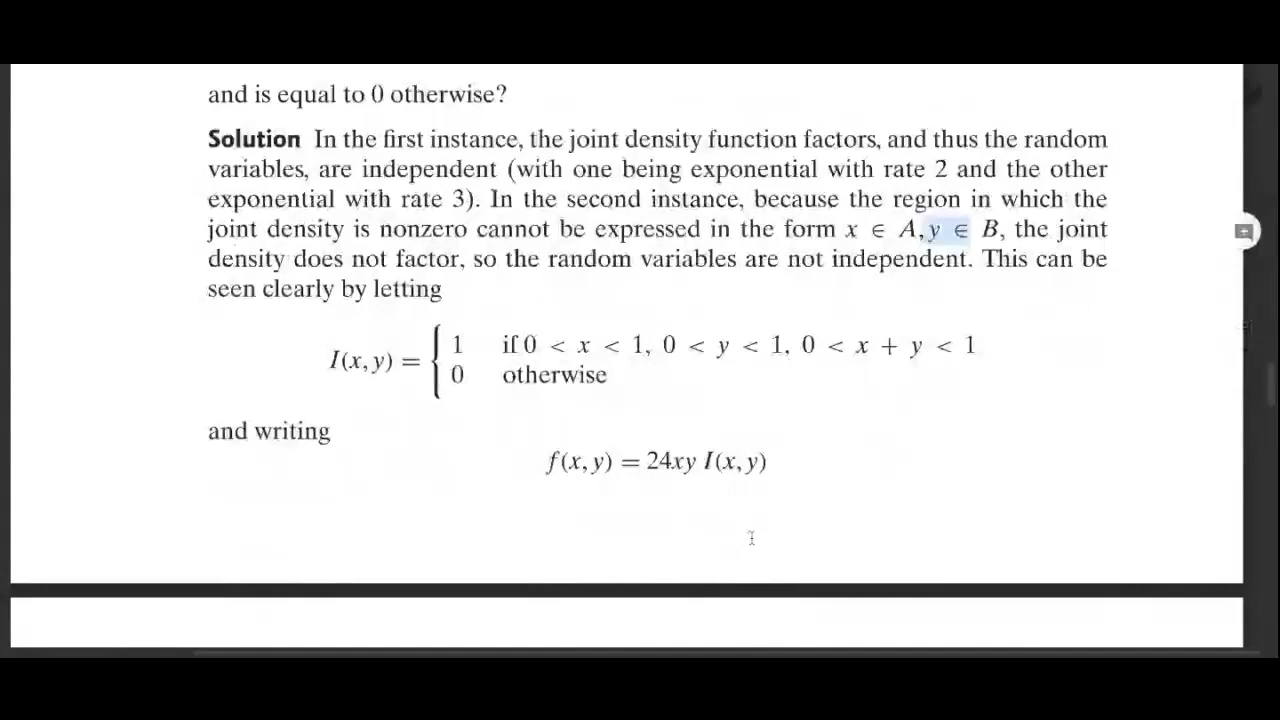 and is equal to 0 otherwise?
Solution In the first instance, the joint density function factors, and thus the random
variables, are independent (with one being exponential with rate 2 and the other
exponential with rate 3). In the second instance, because the region in which the
joint density is nonzero cannot be expressed in the form x ∈ A, y ∈ B, the joint
density does not factor, so the random variables are not independent. This can be
seen clearly by letting
I(x, y) = { 1 if 0 < x < 1, 0 < y < 1, 0 < x + y < 1
0 otherwise
and writing
f(x, y) = 24xy I(x, y)